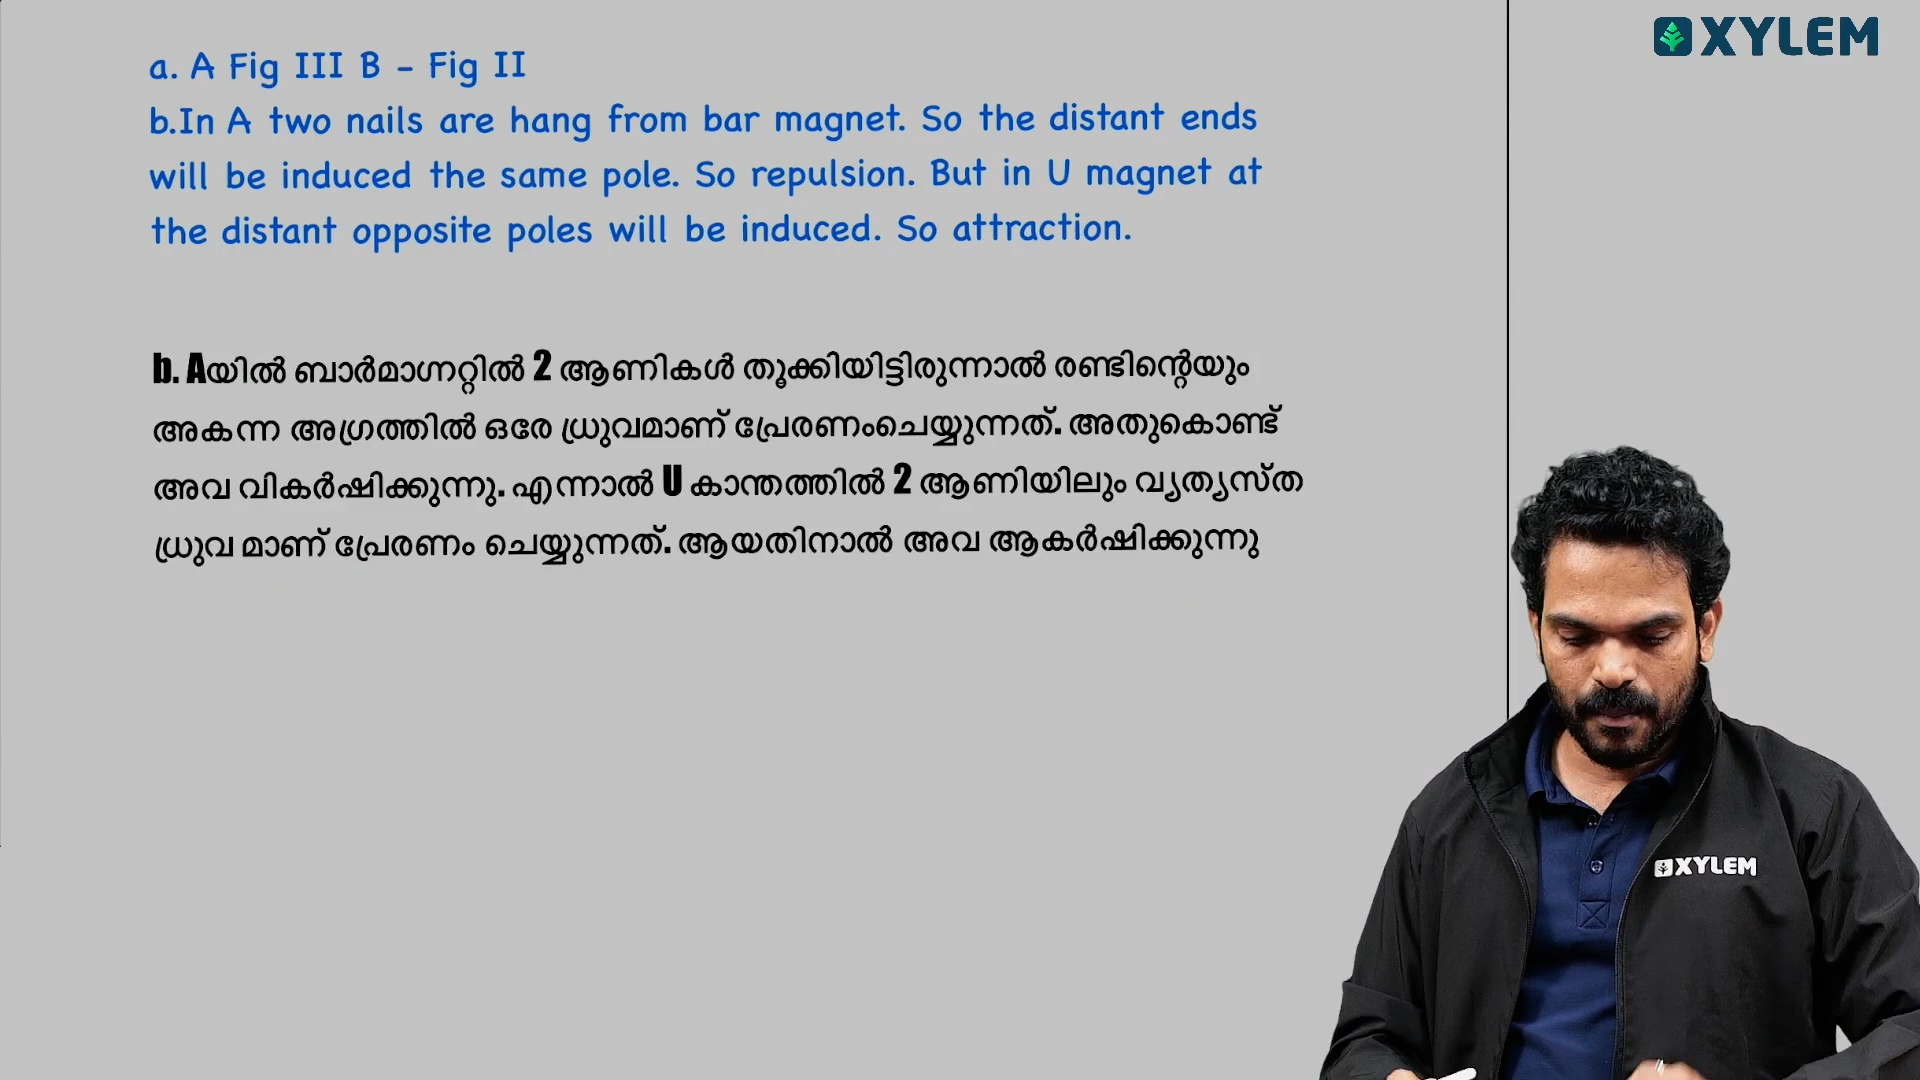 XYLEM
a. A Fig III B - Fig II
b.In A two nails are hang from bar magnet. So the distant ends
will be induced the same pole. So repulsion. But in U magnet at
the distant opposite poles will be induced. So attraction.
b. Aയിൽ ബാർമാഗ്നറ്റിൽ 2 ആണികൾ തൂക്കിയിട്ടിരുന്നാൽ രണ്ടിന്റെയും
അകന്ന അഗ്രത്തിൽ ഒരേ ധ്രുവമാണ് പ്രേരണംചെയ്യുന്നത്. അതുകൊണ്ട്
അവ വികർഷിക്കുന്നു. എന്നാൽ U കാന്തത്തിൽ 2 ആണിയിലും വ്യത്യസ്ത
ധ്രുവ മാണ് പ്രേരണം ചെയ്യുന്നത്. ആയതിനാൽ അവ ആകർഷിക്കുന്നു
XYLEM